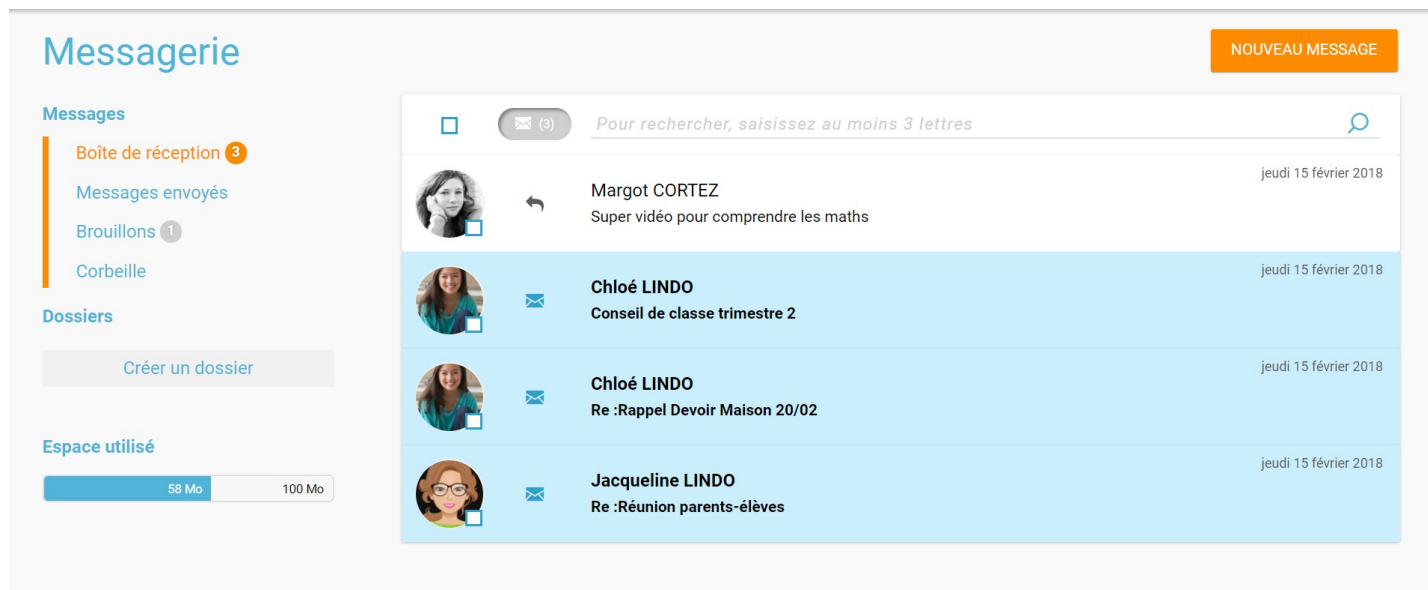 Messagerie
NOUVEAU MESSAGE
Messages
Boîte de réception 3
Messages envoyés
Brouillons 1
Corbeille
Dossiers
Créer un dossier
Espace utilisé
58 Mo 100 Mo
(3) Pour rechercher, saisissez au moins 3 lettres
jeudi 15 février 2018
Margot CORTEZ
Super vidéo pour comprendre les maths
jeudi 15 février 2018
Chloé LINDO
Conseil de classe trimestre 2
jeudi 15 février 2018
Chloé LINDO
Re :Rappel Devoir Maison 20/02
jeudi 15 février 2018
Jacqueline LINDO
Re :Réunion parents-élèves